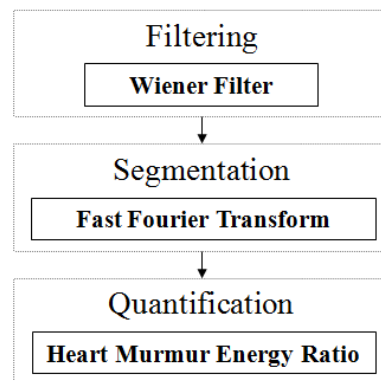 Filtering
Wiener Filter
Segmentation
Fast Fourier Transform
Quantification
Heart Murmur Energy Ratio